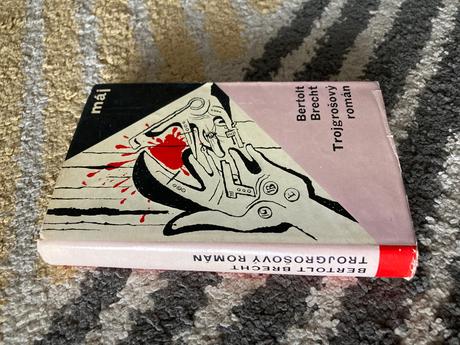 máj
Bertolt
Brecht
Trojgrošový
román
BERTOLT BRECHT
TROJGROŠOVÝ ROMÁN